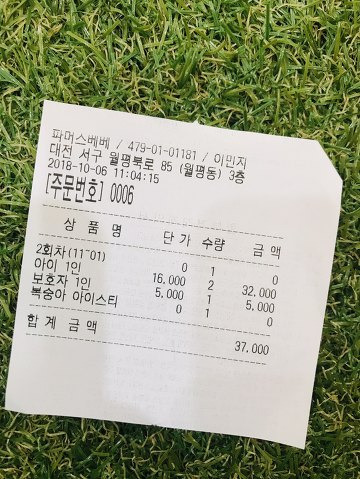 파머스베베 / 479-01-01181 / 이민지
대전 서구 월평북로 85 (월평동) 3층
2018-10-06 11:04:15
[주문번호] 0006
상 품 명 단 가 수량 금 액
2회차(11~01) 0 1 0
아이 1인 16.000 2 32.000
보호자 1인 5.000 1 5.000
복숭아 아이스티 0 1 0
합 계 금 액 37.000